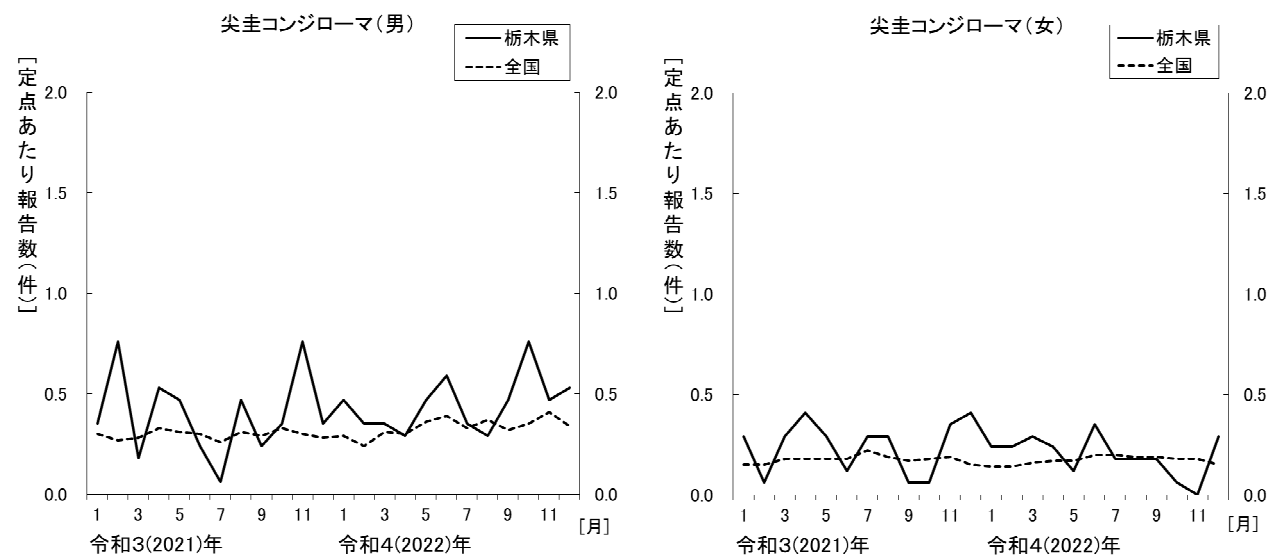 尖圭コンジローマ（男）
栃木県
全国
［定点あたり報告数（件）］
2.0
1.5
1.0
0.5
0.0
2.0
1.5
1.0
0.5
0.0
1 3 5 7 9 11 1 3 5 7 9 11
［月］
令和3(2021)年 令和4(2022)年
尖圭コンジローマ（女）
栃木県
全国
［定点あたり報告数（件）］
2.0
1.5
1.0
0.5
0.0
2.0
1.5
1.0
0.5
0.0
1 3 5 7 9 11 1 3 5 7 9 11
［月］
令和3(2021)年 令和4(2022)年